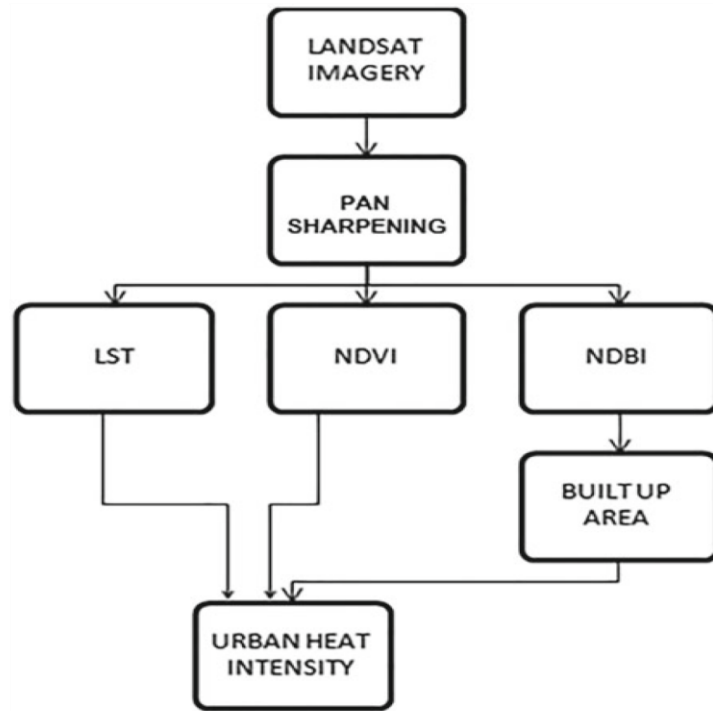 LANDSAT
IMAGERY
PAN
SHARPENING
LST
NDVI
NDBI
BUILT UP
AREA
URBAN HEAT
INTENSITY